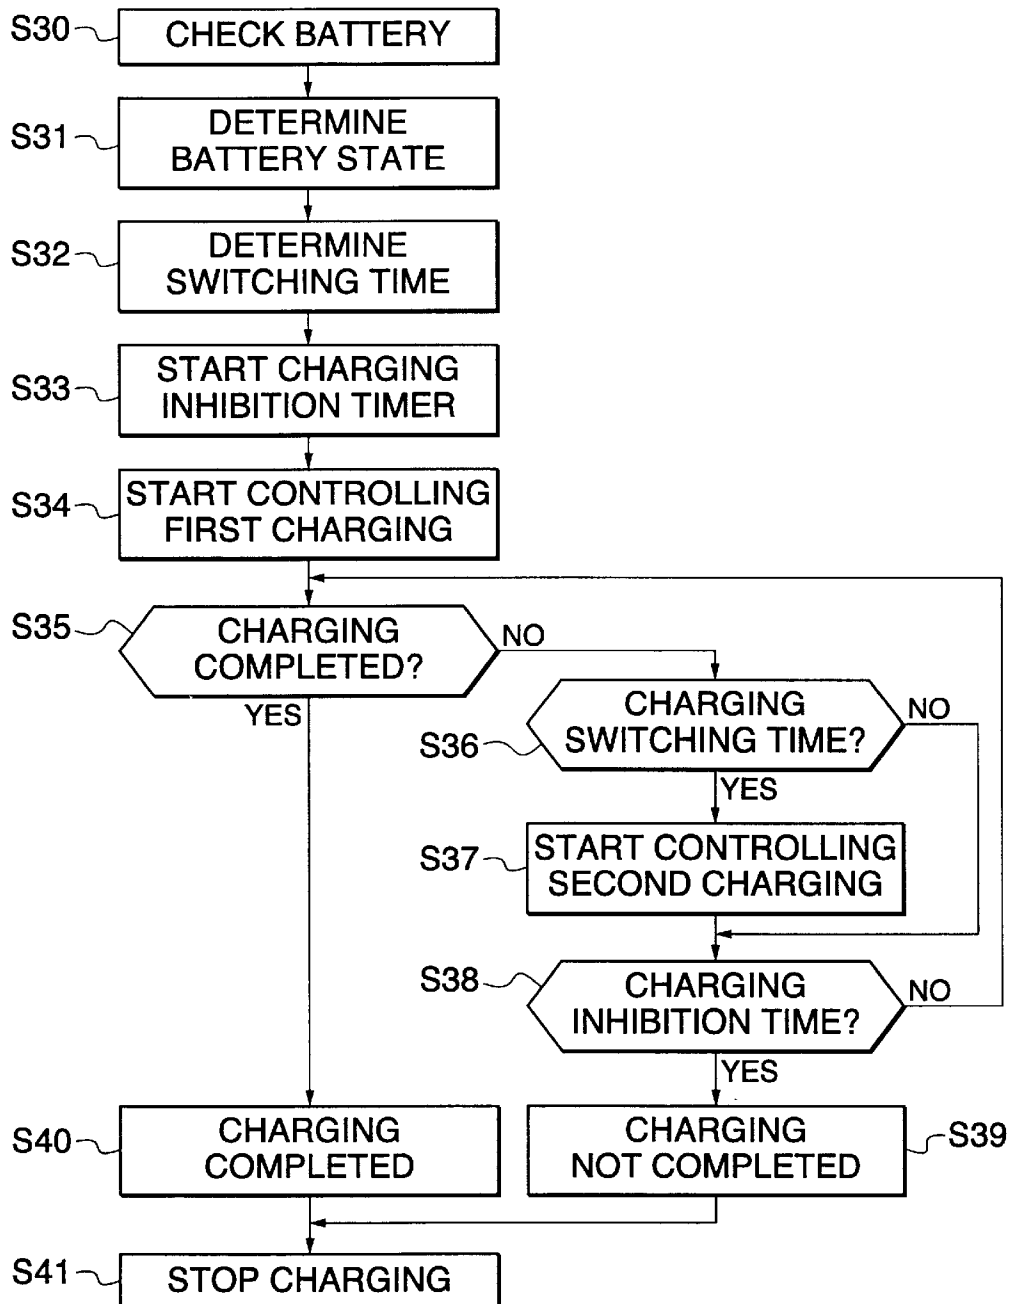 S30
CHECK BATTERY
S31
DETERMINE
BATTERY STATE
S32
DETERMINE
SWITCHING TIME
S33
START CHARGING
INHIBITION TIMER
S34
START CONTROLLING
FIRST CHARGING
S35
CHARGING
COMPLETED?
NO
YES
S36
CHARGING
SWITCHING TIME?
NO
YES
S37
START CONTROLLING
SECOND CHARGING
S38
CHARGING
INHIBITION TIME?
NO
YES
S40
CHARGING
COMPLETED
CHARGING
NOT COMPLETED
S39
S41
STOP CHARGING